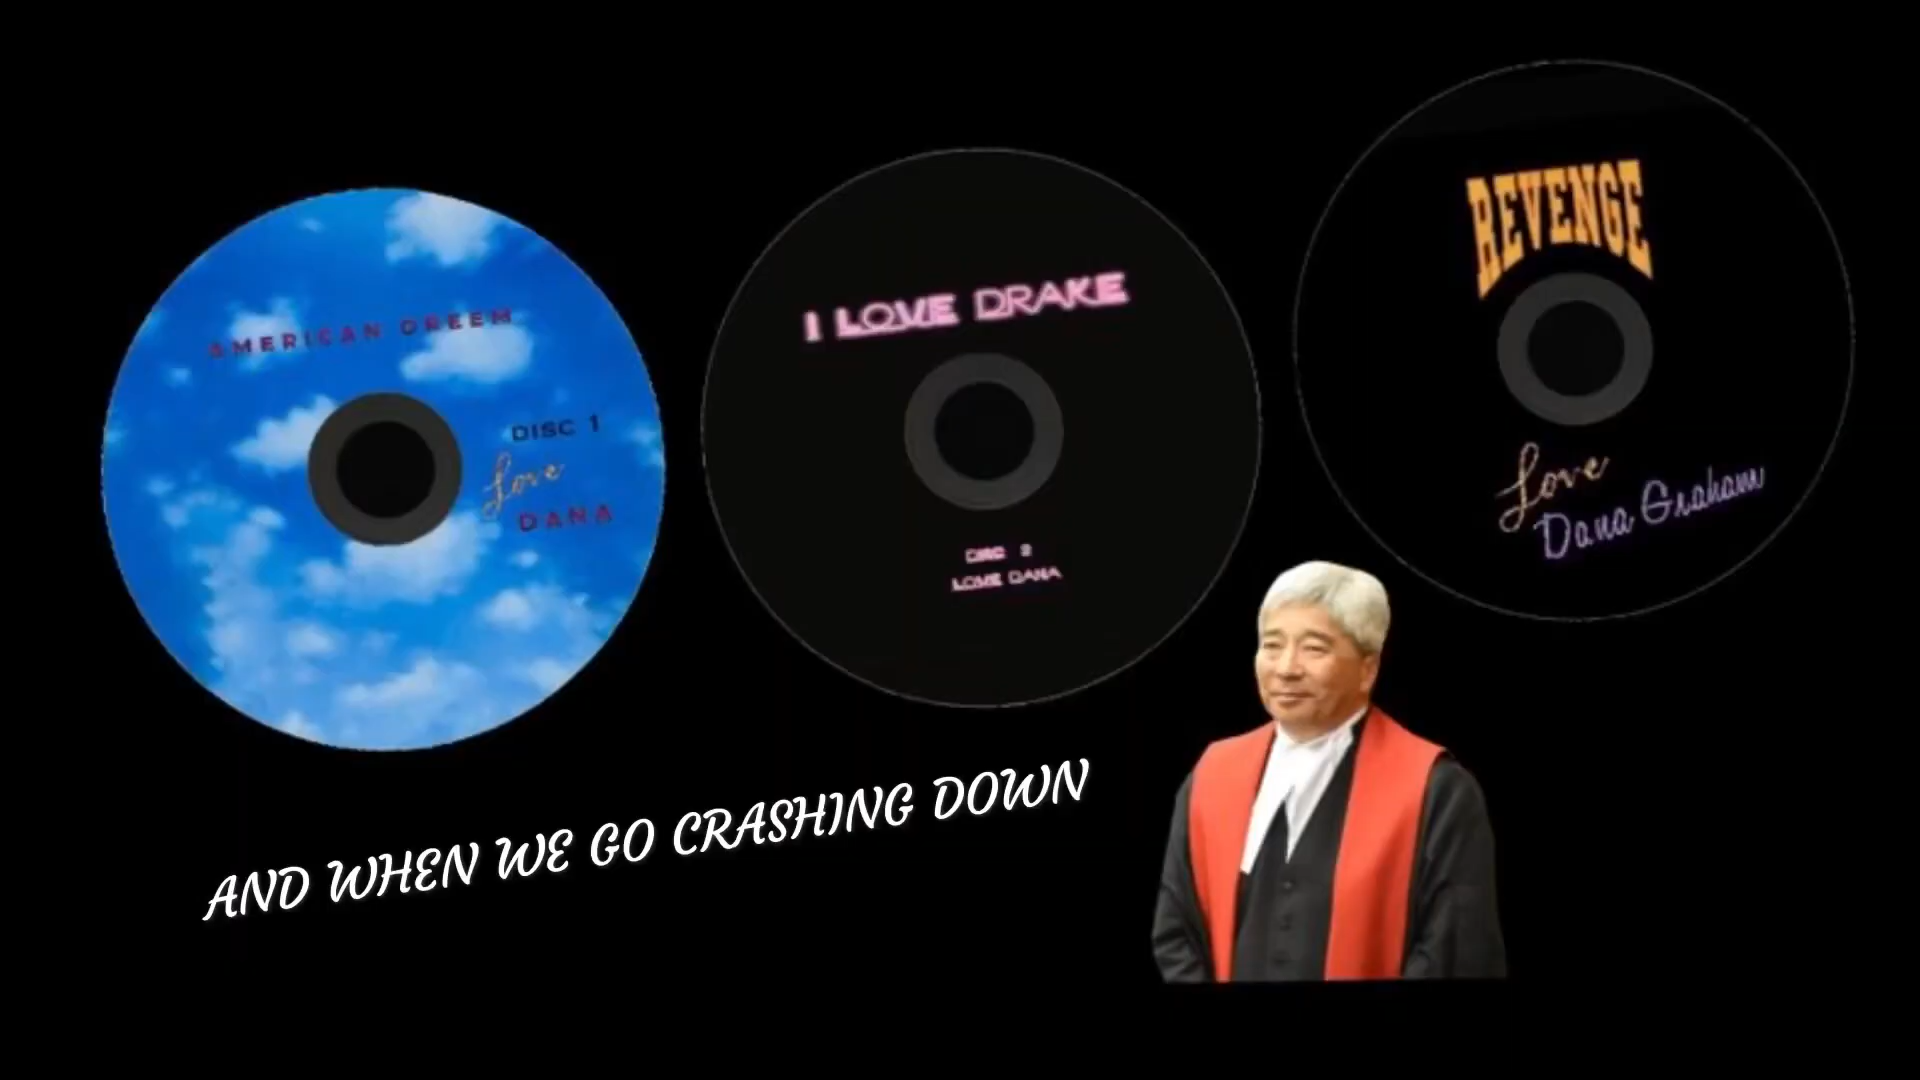 AMERICAN DREEM
DISC 1
Love
DANA
I LOVE DRAKE
DISC 2
LOVE DANA
REVENGE
Love
Dana Graham
AND WHEN WE GO CRASHING DOWN